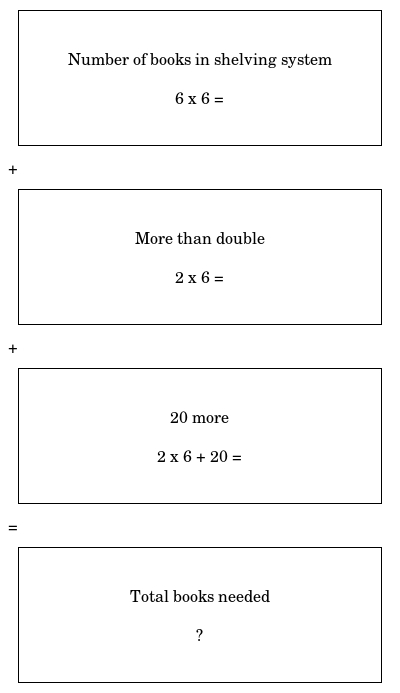 Number of books in shelving system
6 x 6 =
+
More than double
2 x 6 =
+
20 more
2 x 6 + 20 =
=
Total books needed
?